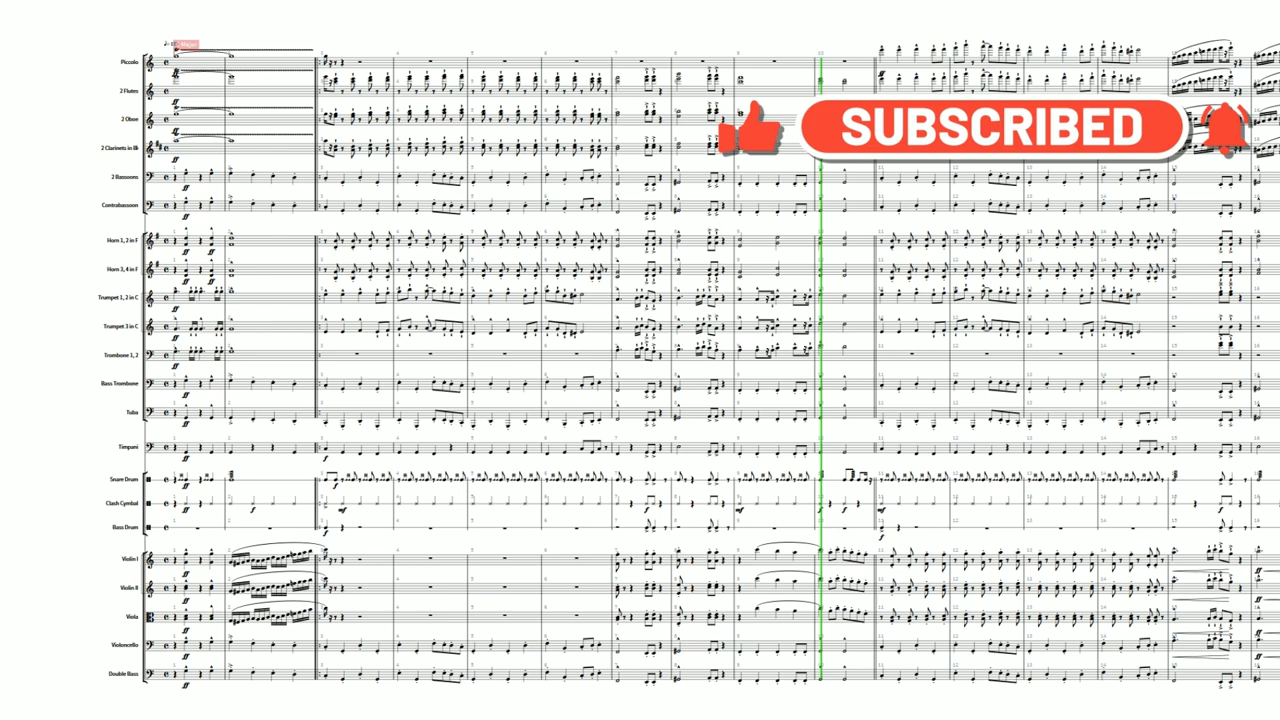 Piccolo
2 Flutes
2 Oboe
SUBSCRIBED
2 Clarinets in Bb
2 Bassoons
Contrabassoon
Horn 1, 2 in F
Horn 3, 4 in F
Trumpet 1, 2 in C
Trumpet 3 in C
Trombone 1, 2
Bass Trombone
Tuba
Timpani
Snare Drum
Clash Cymbal
Bass Drum
Violin I
Violin II
Viola
Violoncello
Double Bass